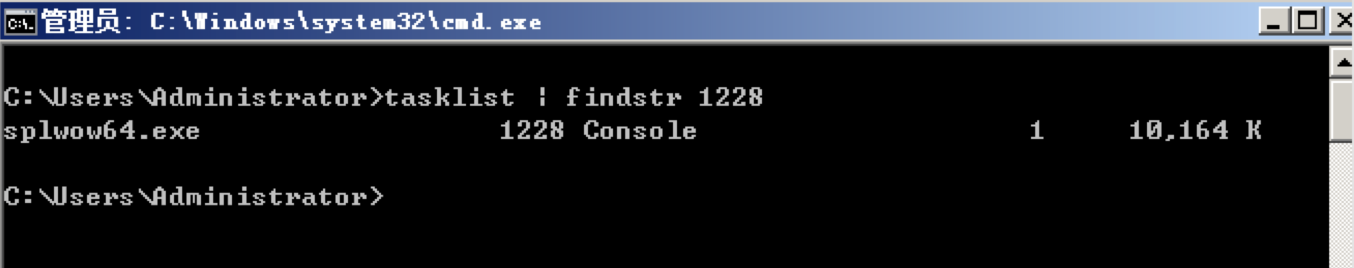 管理员: C:\Windows\system32\cmd.exe
C:\Users\Administrator>tasklist | findstr 1228
splwow64.exe                  1228 Console                    1     10,164 K
C:\Users\Administrator>